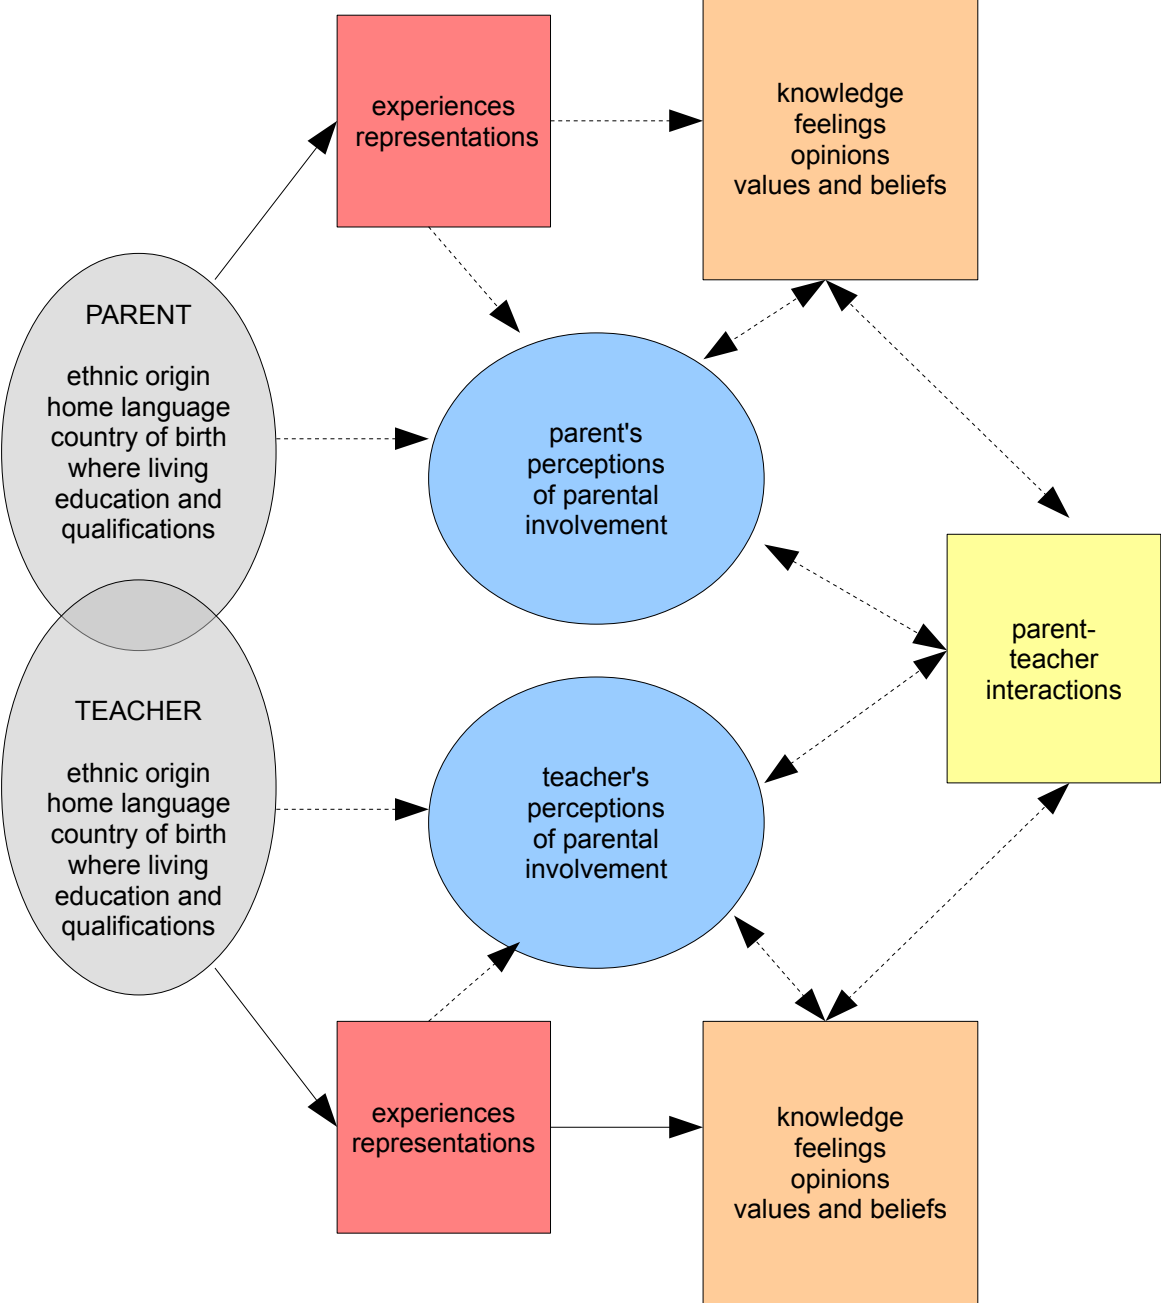 experiences
representations
knowledge
feelings
opinions
values and beliefs
PARENT
ethnic origin
home language
country of birth
where living
education and
qualifications
parent's
perceptions
of parental
involvement
parent-
teacher
interactions
TEACHER
ethnic origin
home language
country of birth
where living
education and
qualifications
teacher's
perceptions
of parental
involvement
experiences
representations
knowledge
feelings
opinions
values and beliefs